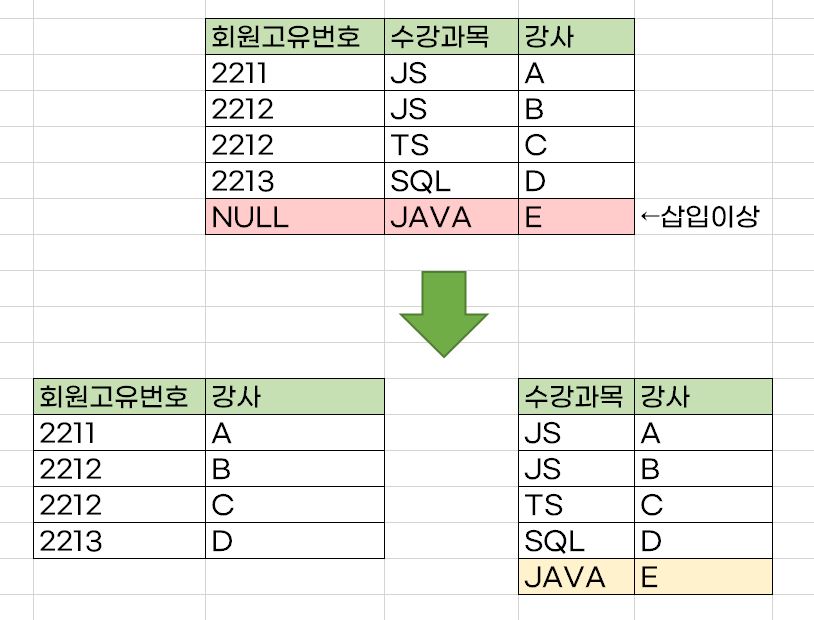 회원고유번호 수강과목 강사
2211 JS A
2212 JS B
2212 TS C
2213 SQL D
NULL JAVA E ←삽입이상
회원고유번호 강사
2211 A
2212 B
2212 C
2213 D
수강과목 강사
JS A
JS B
TS C
SQL D
JAVA E